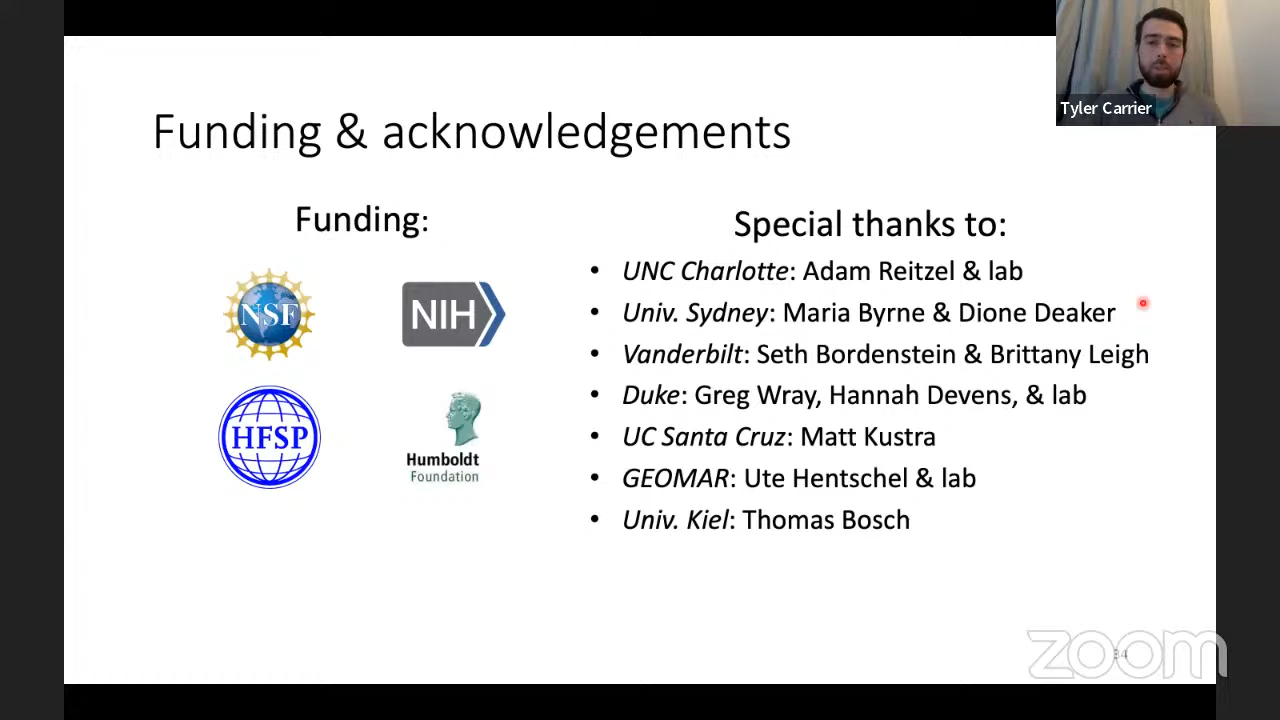 Tyler Carrier
Funding & acknowledgements
Funding:
NSF
NIH
HFSP
Humboldt
Foundation
Special thanks to:
• UNC Charlotte: Adam Reitzel & lab
• Univ. Sydney: Maria Byrne & Dione Deaker
• Vanderbilt: Seth Bordenstein & Brittany Leigh
• Duke: Greg Wray, Hannah Devens, & lab
• UC Santa Cruz: Matt Kustra
• GEOMAR: Ute Hentschel & lab
• Univ. Kiel: Thomas Bosch
zoom